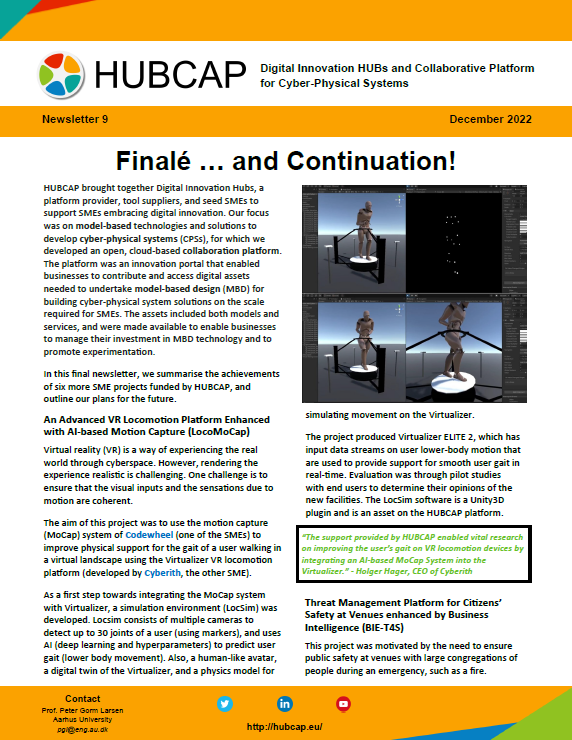 HUBCAP
Digital Innovation HUBs and Collaborative Platform
for Cyber-Physical Systems
Newsletter 9
December 2022
Finalé … and Continuation!
HUBCAP brought together Digital Innovation Hubs, a
platform provider, tool suppliers, and seed SMEs to
support SMEs embracing digital innovation. Our focus
was on model-based technologies and solutions to
develop cyber-physical systems (CPSs), for which we
developed an open, cloud-based collaboration platform.
The platform was an innovation portal that enabled
businesses to contribute and access digital assets
needed to undertake model-based design (MBD) for
building cyber-physical system solutions on the scale
required for SMEs. The assets included both models and
services, and were made available to enable businesses
to manage their investment in MBD technology and to
promote experimentation.
In this final newsletter, we summarise the achievements
of six more SME projects funded by HUBCAP, and
outline our plans for the future.
An Advanced VR Locomotion Platform Enhanced
with AI-based Motion Capture (LocoMoCap)
Virtual reality (VR) is a way of experiencing the real
world through cyberspace. However, rendering the
experience realistic is challenging. One challenge is to
ensure that the visual inputs and the sensations due to
motion are coherent.
The aim of this project was to use the motion capture
(MoCap) system of Codewheel (one of the SMEs) to
improve physical support for the gait of a user walking in
a virtual landscape using the Virtualizer VR locomotion
platform (developed by Cyberith, the other SME).
As a first step towards integrating the MoCap system
with Virtualizer, a simulation environment (LocSim) was
developed. Locsim consists of multiple cameras to
detect up to 30 joints of a user (using markers), and uses
AI (deep learning and hyperparameters) to predict user
gait (lower body movement). Also, a human-like avatar,
a digital twin of the Virtualizer, and a physics model for
simulating movement on the Virtualizer.
The project produced Virtualizer ELITE 2, which has
input data streams on user lower-body motion that
are used to provide support for smooth user gait in
real-time. Evaluation was through pilot studies
with end users to determine their opinions of the
new facilities. The LocSim software is a Unity3D
plugin and is an asset on the HUBCAP platform.
“The support provided by HUBCAP enabled vital research
on improving the user’s gait on VR locomotion devices by
integrating an AI-based MoCap System into the
Virtualizer.” - Holger Hager, CEO of Cyberith
Threat Management Platform for Citizens’
Safety at Venues enhanced by Business
Intelligence (BIE-T4S)
This project was motivated by the need to ensure
public safety at venues with large congregations of
people during an emergency, such as a fire.
Contact
Prof. Peter Gorm Larsen
Aarhus University
pgl@eng.au.dk
http://hubcap.eu/